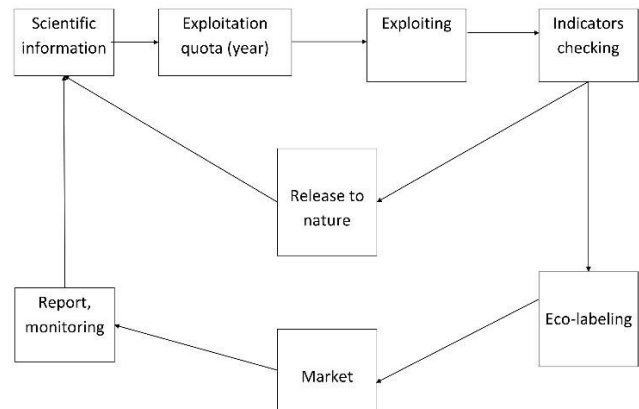 Scientific
information
Exploitation
quota (year)
Exploiting
Indicators
checking
Release to
nature
Report,
monitoring
Market
Eco-labeling